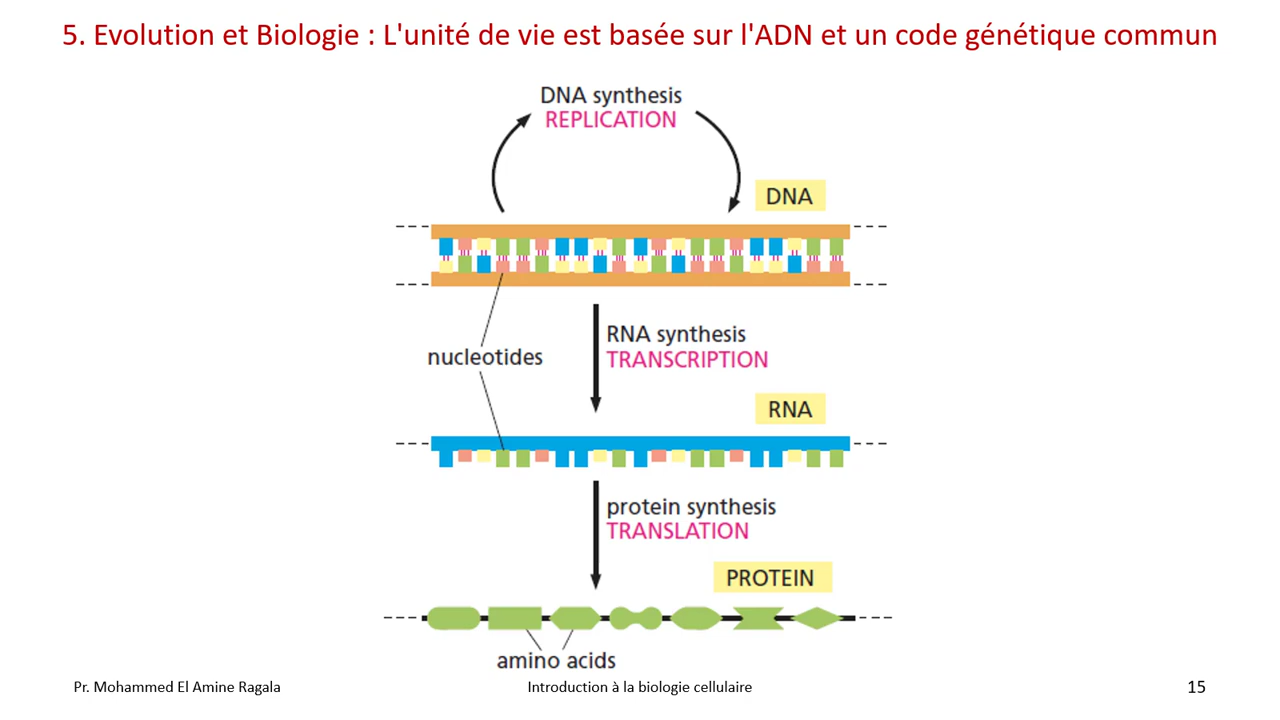 5. Evolution et Biologie : L'unité de vie est basée sur l'ADN et un code génétique commun
DNA synthesis
REPLICATION
DNA
RNA synthesis
TRANSCRIPTION
nucleotides
RNA
protein synthesis
TRANSLATION
PROTEIN
amino acids
Pr. Mohammed El Amine Ragala
Introduction à la biologie cellulaire
15